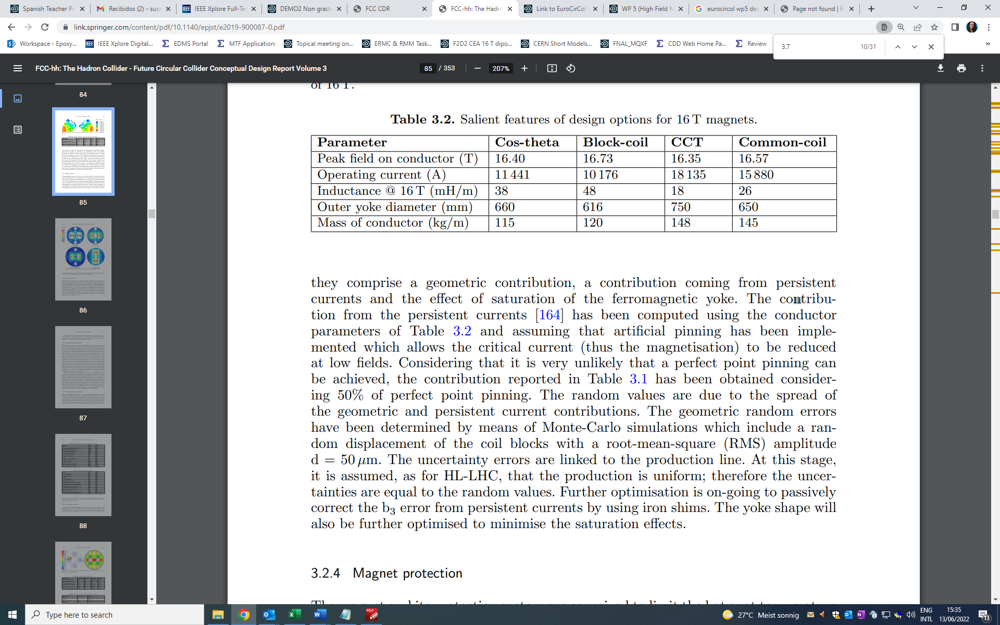 Spanish Teacher Pr
Recibidos (2) - susa
IEEE Xplore Full-Te
DEMO2 Non grade
FCC CDR
FCC-hh: The Hadro
Link to EuroCirCol
WP 5 (High Field M
eurocircol wp5 des
Page not found | F
link.springer.com/content/pdf/10.1140/epjst/e2019-900087-0.pdf
Workspace - Epoxy...
IEEE Xplore Digital...
EDMS Portal
MTF Application:
Topical meeting on...
ERMC & RMM Task...
F2D2 CEA 16 T dipo...
CERN Short Models...
FNAL_MQXF
CDD Web Home Pa...
Review
3.7
10/31
FCC-hh: The Hadron Collider - Future Circular Collider Conceptual Design Report Volume 3
85 / 353
207%
84
85
86
87
88
of 16 T.
Table 3.2. Salient features of design options for 16 T magnets.
Parameter Cos-theta Block-coil CCT Common-coil
Peak field on conductor (T) 16.40 16.73 16.35 16.57
Operating current (A) 11 441 10 176 18 135 15 880
Inductance @ 16 T (mH/m) 38 48 18 26
Outer yoke diameter (mm) 660 616 750 650
Mass of conductor (kg/m) 115 120 148 145
they comprise a geometric contribution, a contribution coming from persistent
currents and the effect of saturation of the ferromagnetic yoke. The contribu-
tion from the persistent currents [164] has been computed using the conductor
parameters of Table 3.2 and assuming that artificial pinning has been imple-
mented which allows the critical current (thus the magnetisation) to be reduced
at low fields. Considering that it is very unlikely that a perfect point pinning can
be achieved, the contribution reported in Table 3.1 has been obtained consider-
ing 50% of perfect point pinning. The random values are due to the spread of
the geometric and persistent current contributions. The geometric random errors
have been determined by means of Monte-Carlo simulations which include a ran-
dom displacement of the coil blocks with a root-mean-square (RMS) amplitude
d = 50 μm. The uncertainty errors are linked to the production line. At this stage,
it is assumed, as for HL-LHC, that the production is uniform; therefore the uncer-
tainties are equal to the random values. Further optimisation is on-going to passively
correct the b3 error from persistent currents by using iron shims. The yoke shape will
also be further optimised to minimise the saturation effects.
3.2.4 Magnet protection
Type here to search
27°C Meist sonnig
ENG
INTL
15:35
13/06/2022
13